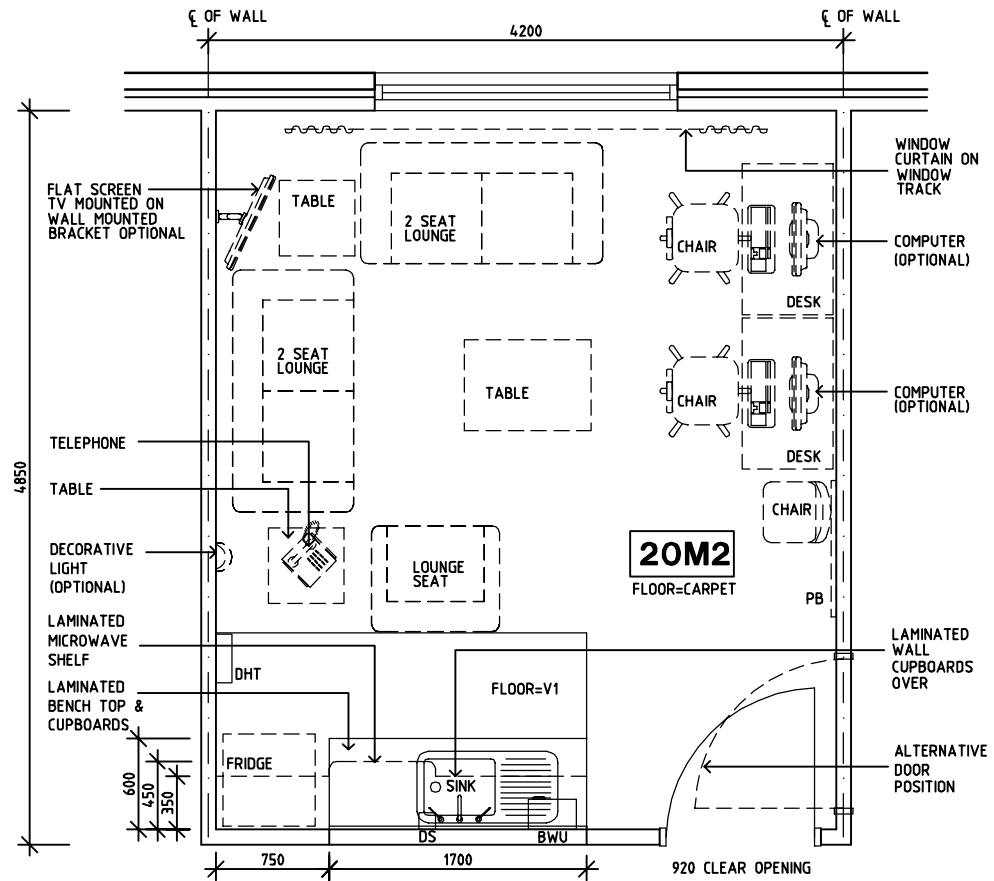 ℄ OF WALL
℄ OF WALL
4200
WINDOW
CURTAIN ON
WINDOW
TRACK
FLAT SCREEN
TV MOUNTED ON
WALL MOUNTED
BRACKET OPTIONAL
TABLE
2 SEAT
LOUNGE
CHAIR
COMPUTER
(OPTIONAL)
DESK
2 SEAT
LOUNGE
TABLE
CHAIR
COMPUTER
(OPTIONAL)
DESK
TELEPHONE
4850
TABLE
CHAIR
DECORATIVE
LIGHT
(OPTIONAL)
LOUNGE
SEAT
20M2
FLOOR=CARPET
PB
LAMINATED
MICROWAVE
SHELF
DHT
LAMINATED
WALL
CUPBOARDS
OVER
LAMINATED
BENCH TOP &
CUPBOARDS
FLOOR=V1
FRIDGE
SINK
ALTERNATIVE
DOOR
POSITION
600
450
350
DS
BWU
750
1700
920 CLEAR OPENING